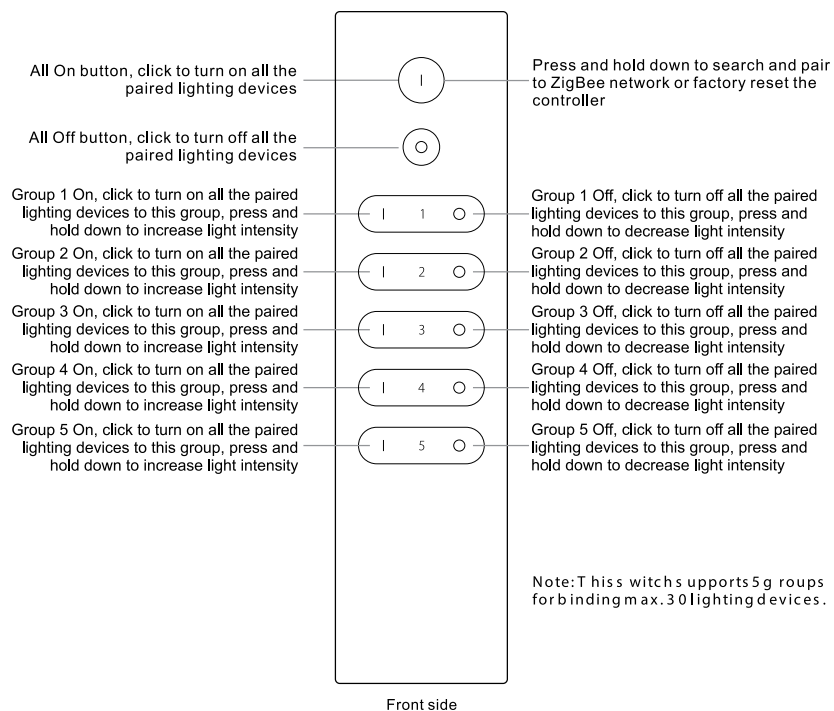 All On button, click to turn on all the
paired lighting devices
I
Press and hold down to search and pair
to ZigBee network or factory reset the
controller
All Off button, click to turn off all the
paired lighting devices
Group 1 On, click to turn on all the paired
lighting devices to this group, press and
hold down to increase light intensity
I 1 O
Group 1 Off, click to turn off all the paired
lighting devices to this group, press and
hold down to decrease light intensity
Group 2 On, click to turn on all the paired
lighting devices to this group, press and
hold down to increase light intensity
I 2 O
Group 2 Off, click to turn off all the paired
lighting devices to this group, press and
hold down to decrease light intensity
Group 3 On, click to turn on all the paired
lighting devices to this group, press and
hold down to increase light intensity
I 3 O
Group 3 Off, click to turn off all the paired
lighting devices to this group, press and
hold down to decrease light intensity
Group 4 On, click to turn on all the paired
lighting devices to this group, press and
hold down to increase light intensity
I 4 O
Group 4 Off, click to turn off all the paired
lighting devices to this group, press and
hold down to decrease light intensity
Group 5 On, click to turn on all the paired
lighting devices to this group, press and
hold down to increase light intensity
I 5 O
Group 5 Off, click to turn off all the paired
lighting devices to this group, press and
hold down to decrease light intensity
Note: T his s witch s upports 5 g roups
for b inding m ax. 3 0 l ighting d evices .
Front side